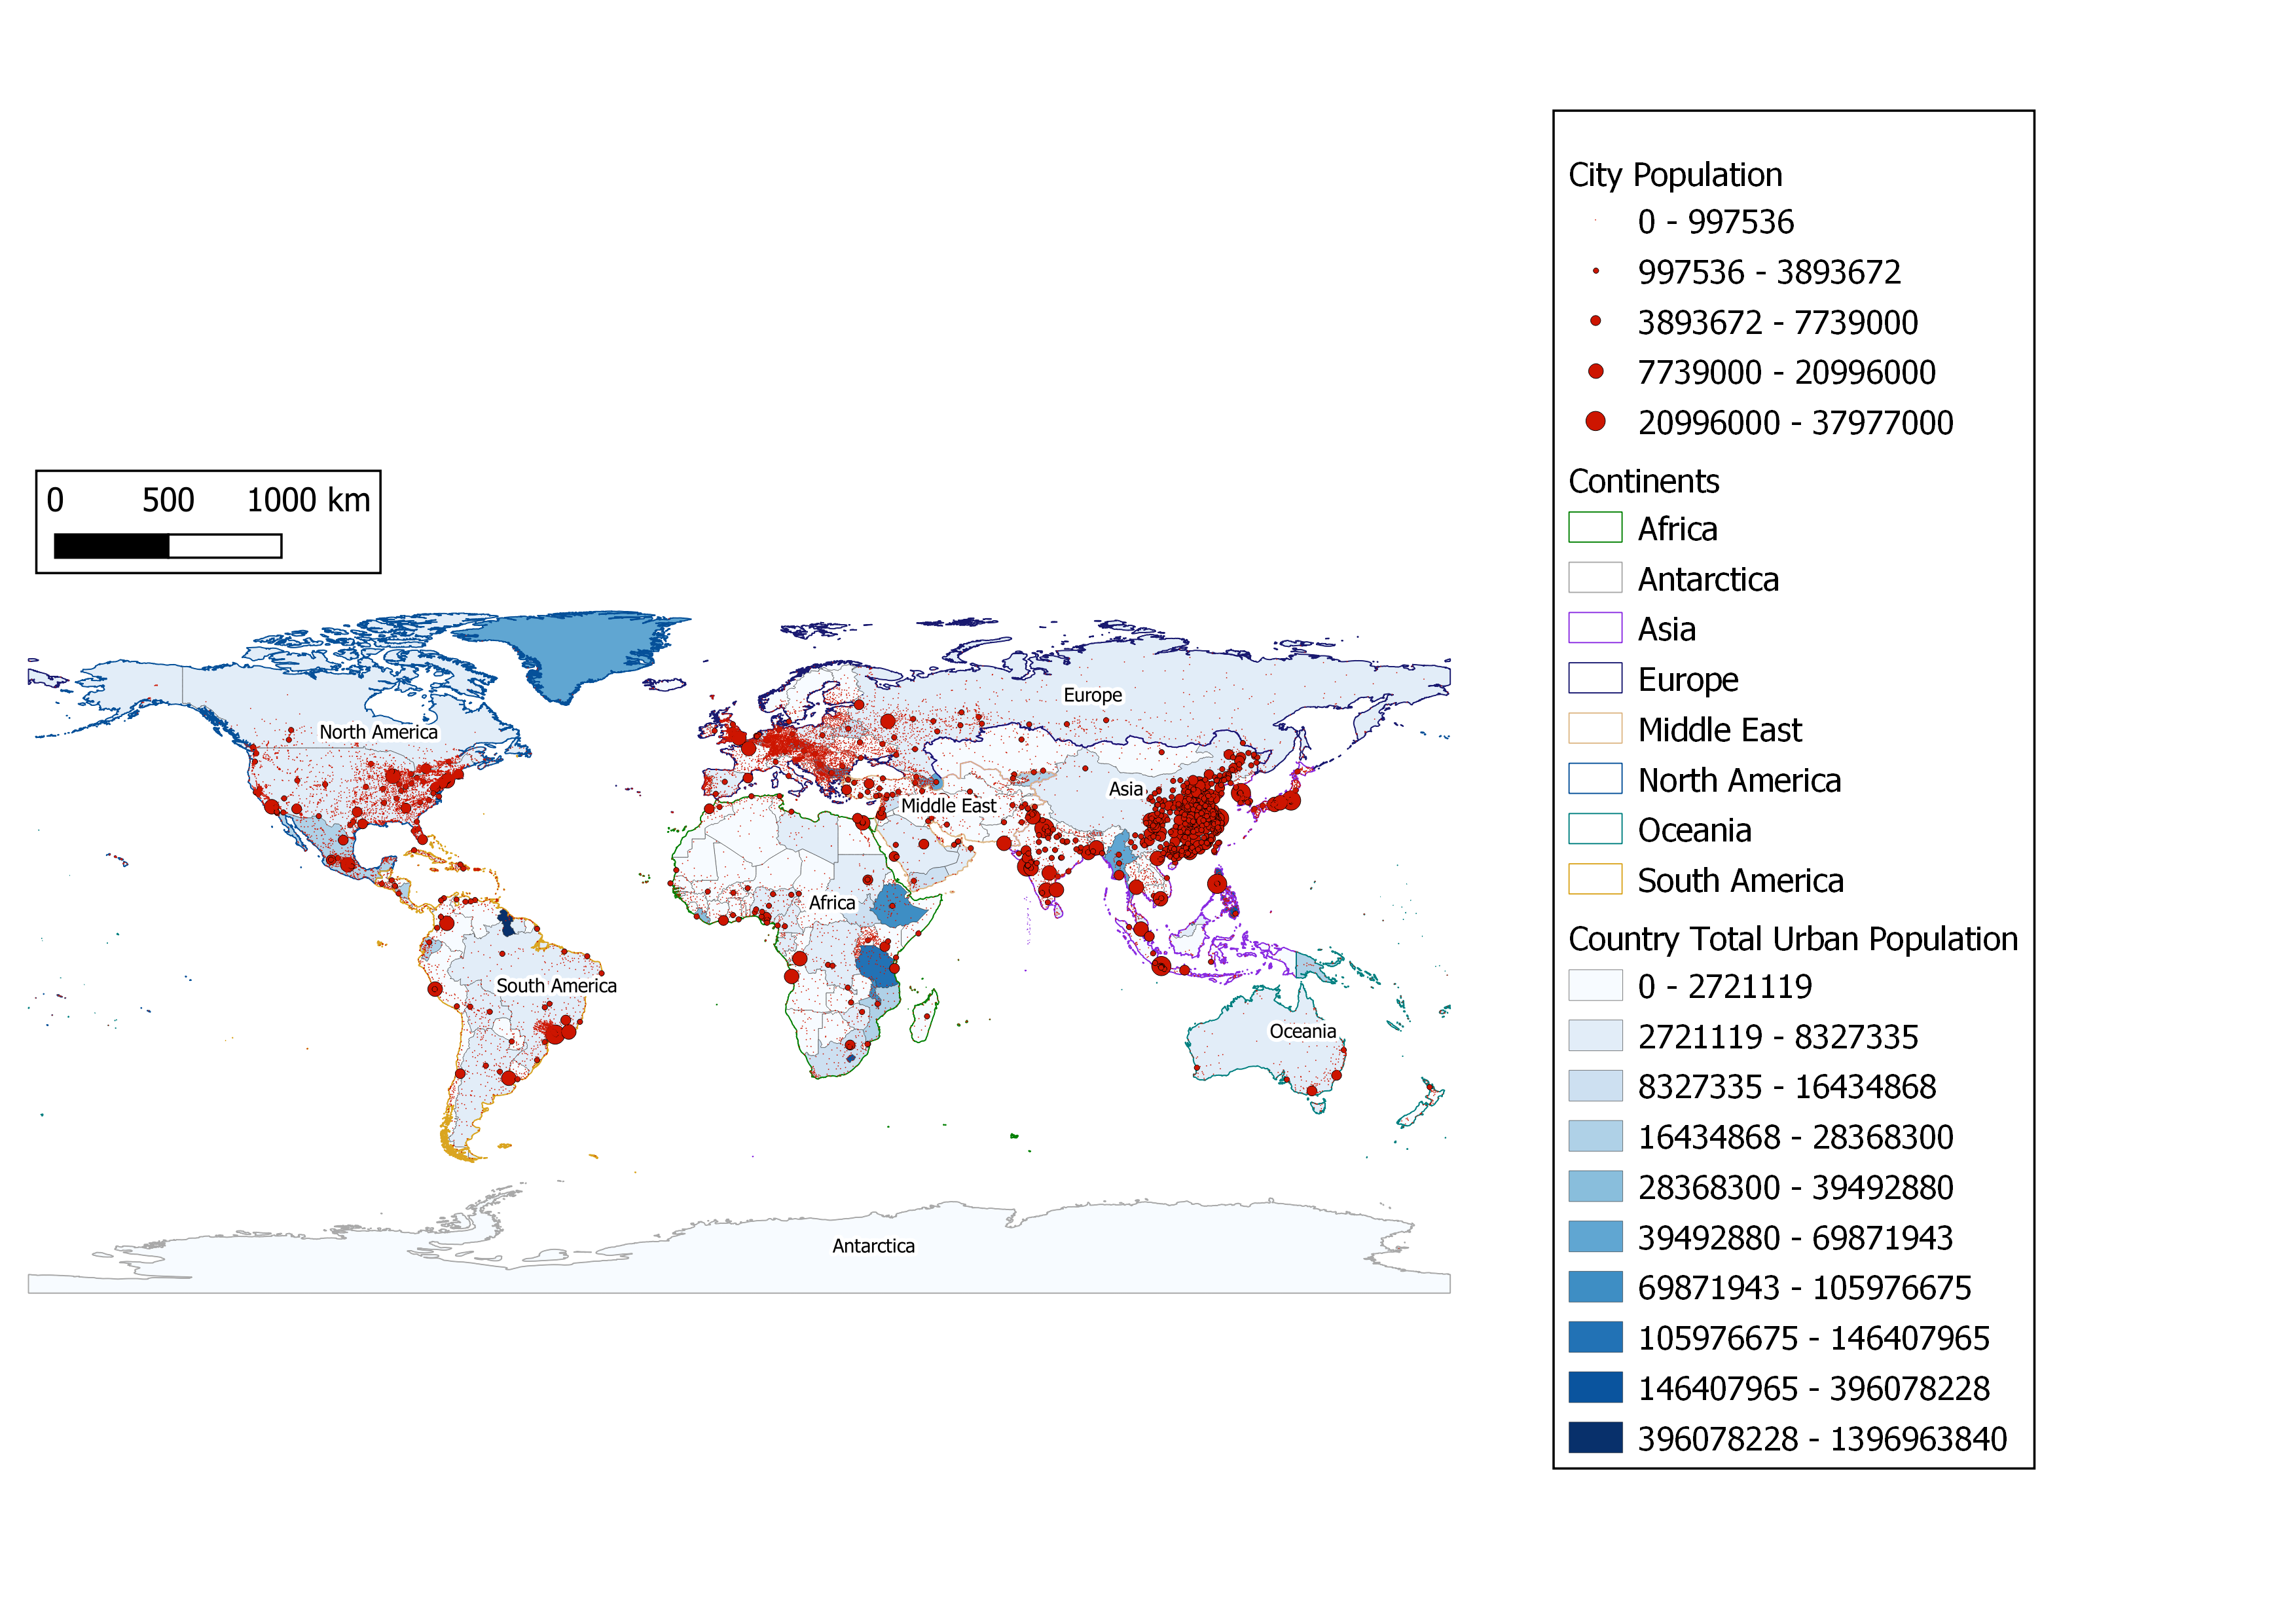 City Population
0 - 997536
997536 - 3893672
3893672 - 7739000
7739000 - 20996000
20996000 - 37977000
Continents
Africa
Antarctica
Asia
Europe
Middle East
North America
Oceania
South America
Country Total Urban Population
0 - 2721119
2721119 - 8327335
8327335 - 16434868
16434868 - 28368300
28368300 - 39492880
39492880 - 69871943
69871943 - 105976675
105976675 - 146407965
146407965 - 396078228
396078228 - 1396963840
0 500 1000 km
Europe
North America
Asia
Middle East
Africa
South America
Oceania
Antarctica